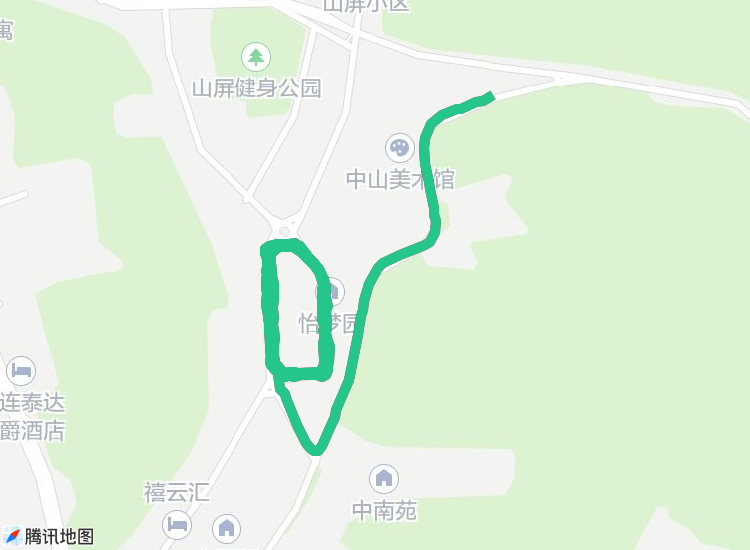 山屏小区
寓
山屏健身公园
中山美术馆
怡梦园
连泰达
爵酒店
禧云汇
中南苑
腾讯地图